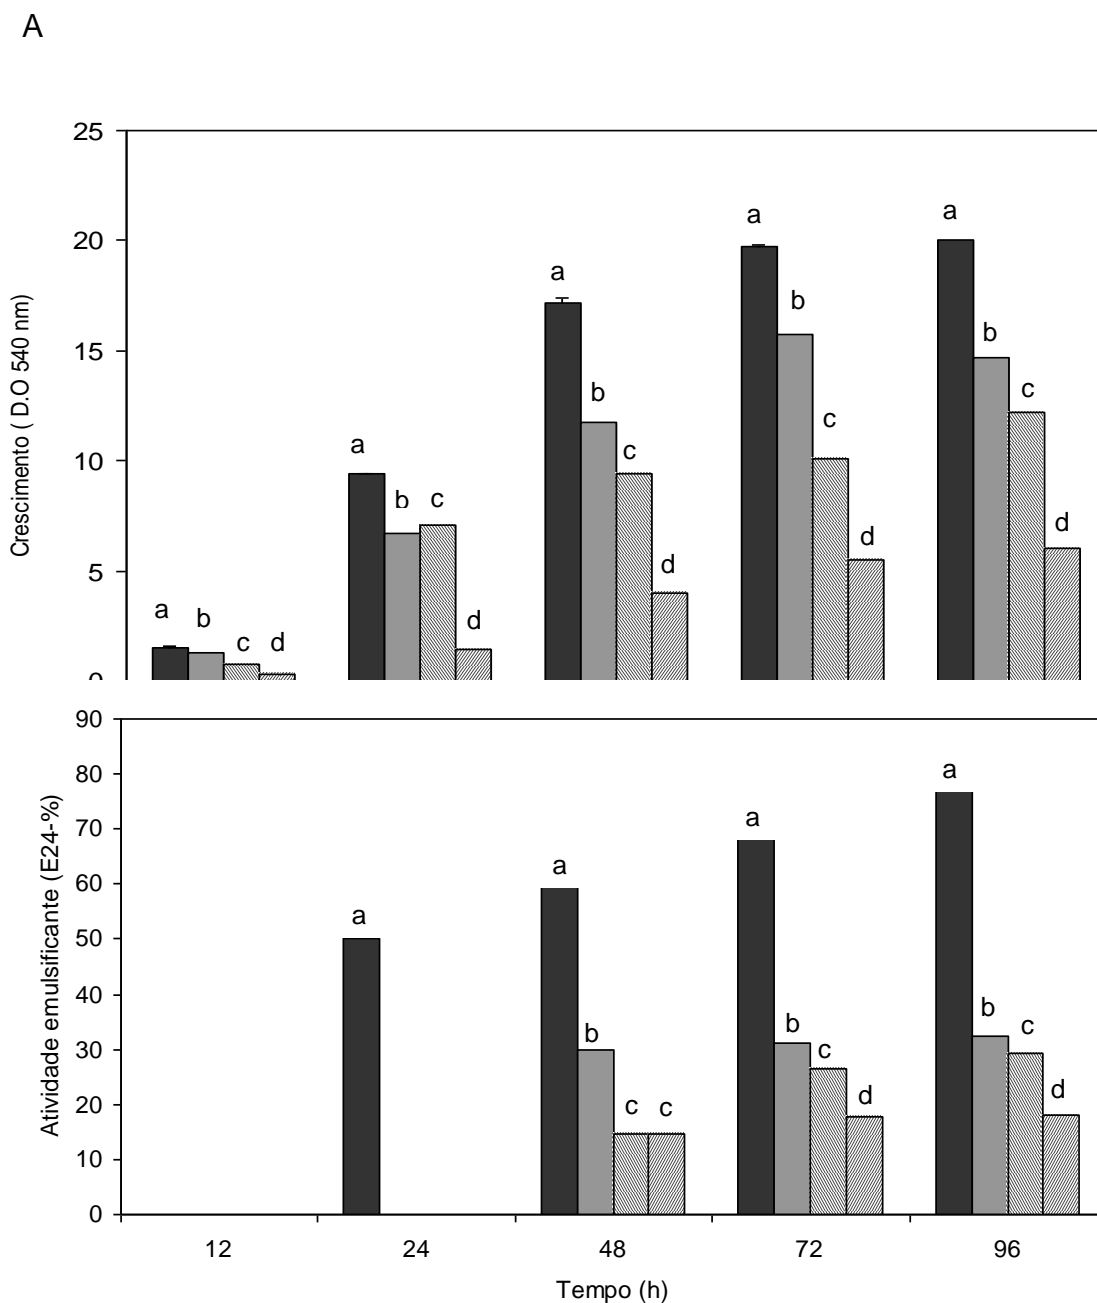 A
25
20
15
10
5
0
Crescimento ( D.O 540 nm)
a b c d
a b c d
a b c d
a b c d
a b c d
90
80
70
60
50
40
30
20
10
0
Atividade emulsificante (E24-%)
a
a b c c
a b c d
a b c d
12 24 48 72 96
Tempo (h)